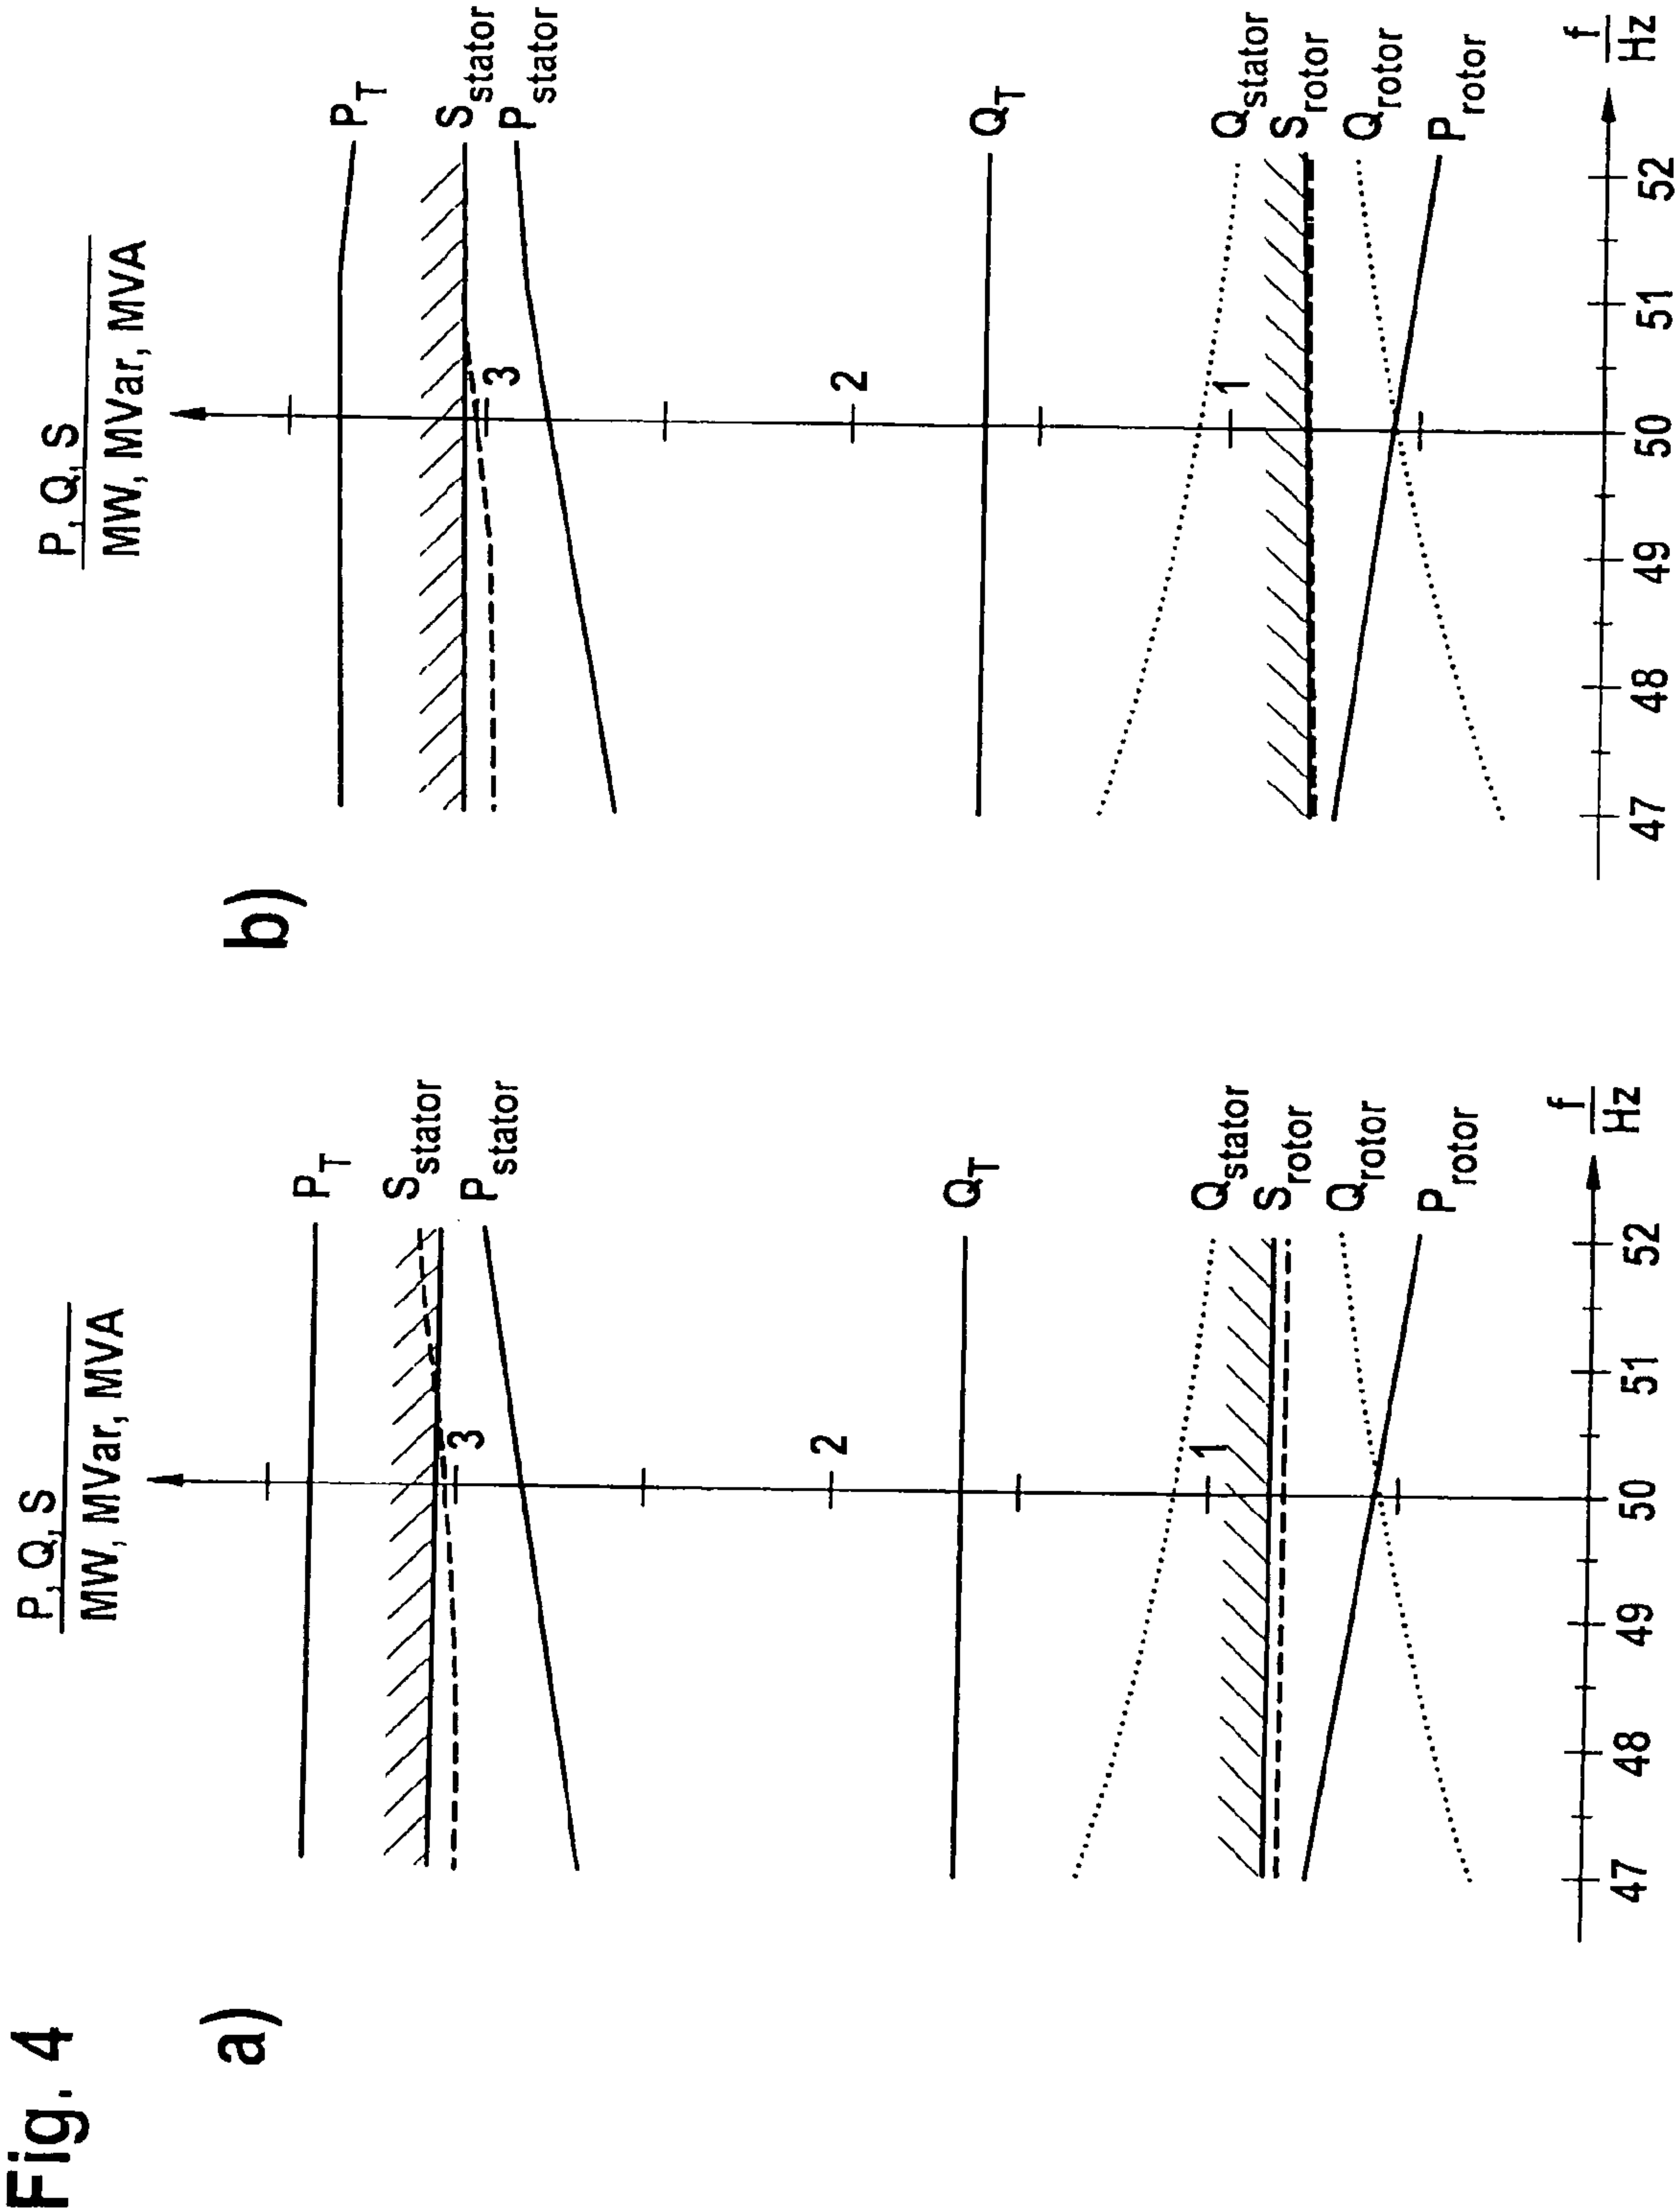 Fig. 4
a)
P, Q, S
MW, MVar, MVA
P_T
S_stator
P_stator
3
2
Q_T
Q_stator
1
S_rotor
Q_rotor
P_rotor
47 48 49 50 51 52
f
Hz
b)
P, Q, S
MW, MVar, MVA
P_T
S_stator
P_stator
3
2
Q_T
Q_stator
1
S_rotor
Q_rotor
P_rotor
47 48 49 50 51 52
f
Hz